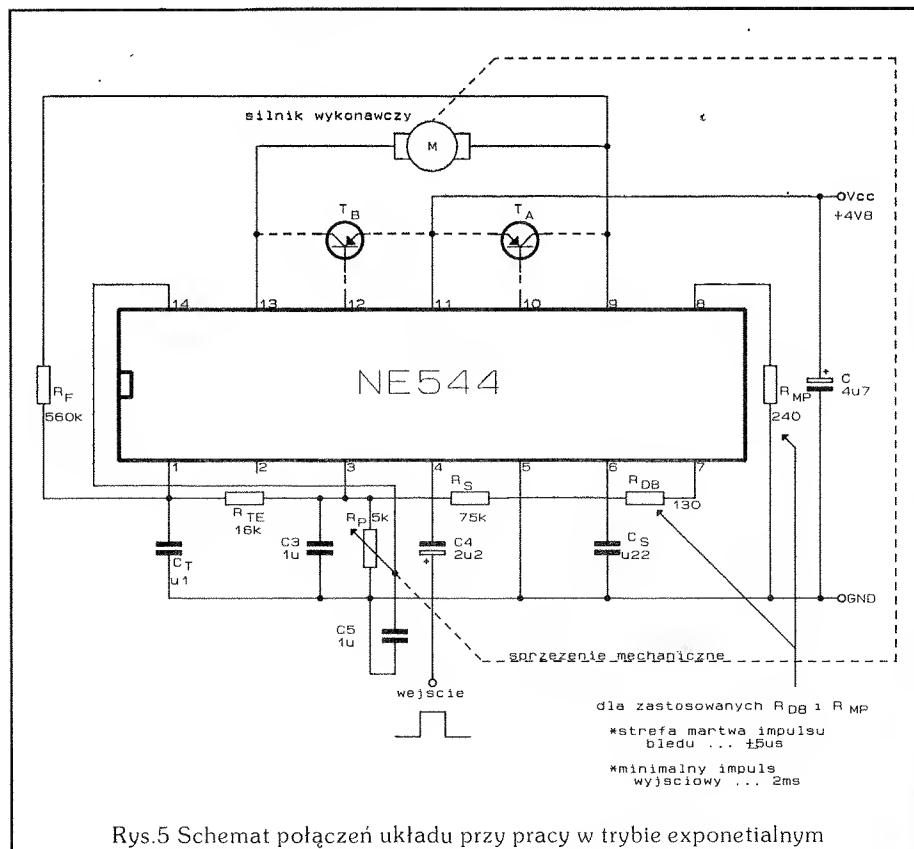 silnik wykonawczy
M
T B
T A
Vcc
+4V8
14 13 12 11 10 9 8
R F
560k
NE544
R MP
240
C
+
4u7
1 2 3 4 5 6 7
R TE
16k
R P
5k
R S
75k
R DB
130
C T
u1
C3
1u
C4
2u2
+
C S
u22
GND
C5
1u
sprzezenie mechaniczne
wejscie
dla zastosowanych R DB i R MP
*strefa martwa impulsu
bledu ... ±5us
*minimalny impuls
wyjsciowy ... 2ms
Rys.5 Schemat połączeń układu przy pracy w trybie exponetialnym